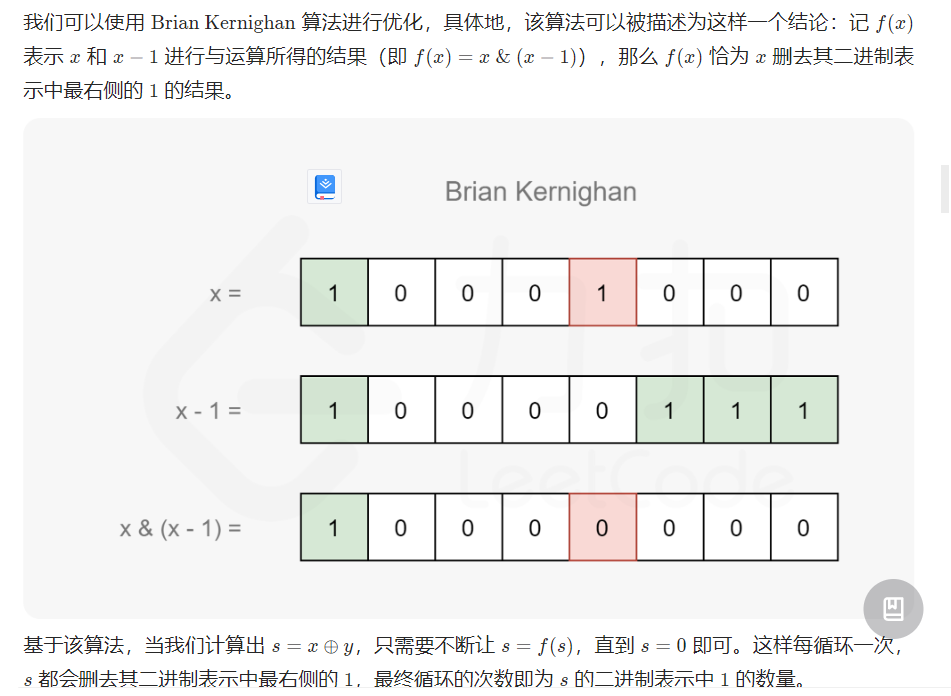 我们可以使用 Brian Kernighan 算法进行优化，具体地，该算法可以被描述为这样一个结论：记 f(x)
表示 x 和 x − 1 进行与运算所得的结果（即 f(x) = x & (x − 1)），那么 f(x) 恰为 x 删去其二进制表
示中最右侧的 1 的结果。
Brian Kernighan
x = 1 0 0 0 1 0 0 0
x - 1 = 1 0 0 0 0 1 1 1
x & (x - 1) = 1 0 0 0 0 0 0 0
力扣
LeetCode
基于该算法，当我们计算出 s = x ⊕ y，只需要不断让 s = f(s)，直到 s = 0 即可。这样每循环一次，
s 都会删去其二进制表示中最右侧的 1，最终循环的次数即为 s 的二进制表示中 1 的数量。